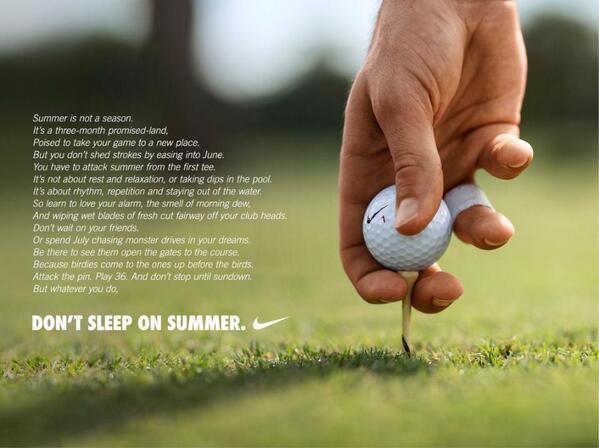 Summer is not a season.
It's a three-month promised-land,
Poised to take your game to a new place.
But you don't shed strokes by easing into June.
You have to attack summer from the first tee.
It's not about rest and relaxation, or taking dips in the pool.
It's about rhythm, repetition and staying out of the water.
So learn to love your alarm, the smell of morning dew,
And wiping wet blades of fresh cut fairway off your club heads.
Don't wait on your friends.
Or spend July chasing monster drives in your dreams.
Be there to see them open the gates to the course,
Because birdies come to the ones up before the birds.
Attack the pin. Play 36. And don't stop until sundown.
But whatever you do,
DON'T SLEEP ON SUMMER.
1